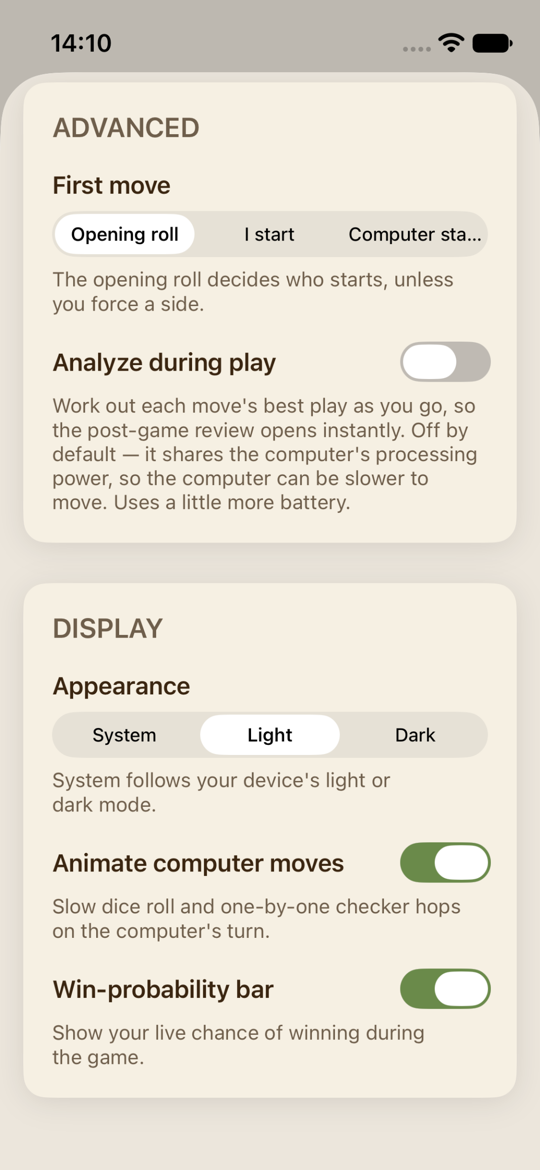 14:10
ADVANCED
First move
Opening roll
I start
Computer sta...
The opening roll decides who starts, unless
you force a side.
Analyze during play
Work out each move's best play as you go, so
the post-game review opens instantly. Off by
default — it shares the computer's processing
power, so the computer can be slower to
move. Uses a little more battery.
DISPLAY
Appearance
System
Light
Dark
System follows your device's light or
dark mode.
Animate computer moves
Slow dice roll and one-by-one checker hops
on the computer's turn.
Win-probability bar
Show your live chance of winning during
the game.